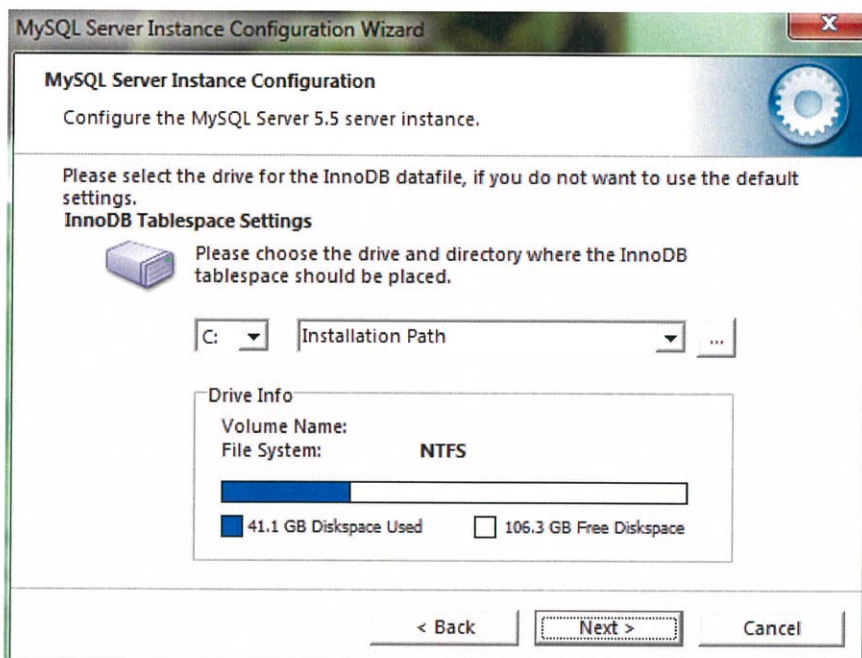 MySQL Server Instance Configuration Wizard
x
MySQL Server Instance Configuration
Configure the MySQL Server 5.5 server instance.
Please select the drive for the InnoDB datafile, if you do not want to use the default
settings.
InnoDB Tablespace Settings
Please choose the drive and directory where the InnoDB
tablespace should be placed.
C: Installation Path ...
Drive Info
Volume Name:
File System: NTFS
41.1 GB Diskspace Used 106.3 GB Free Diskspace
< Back Next > Cancel